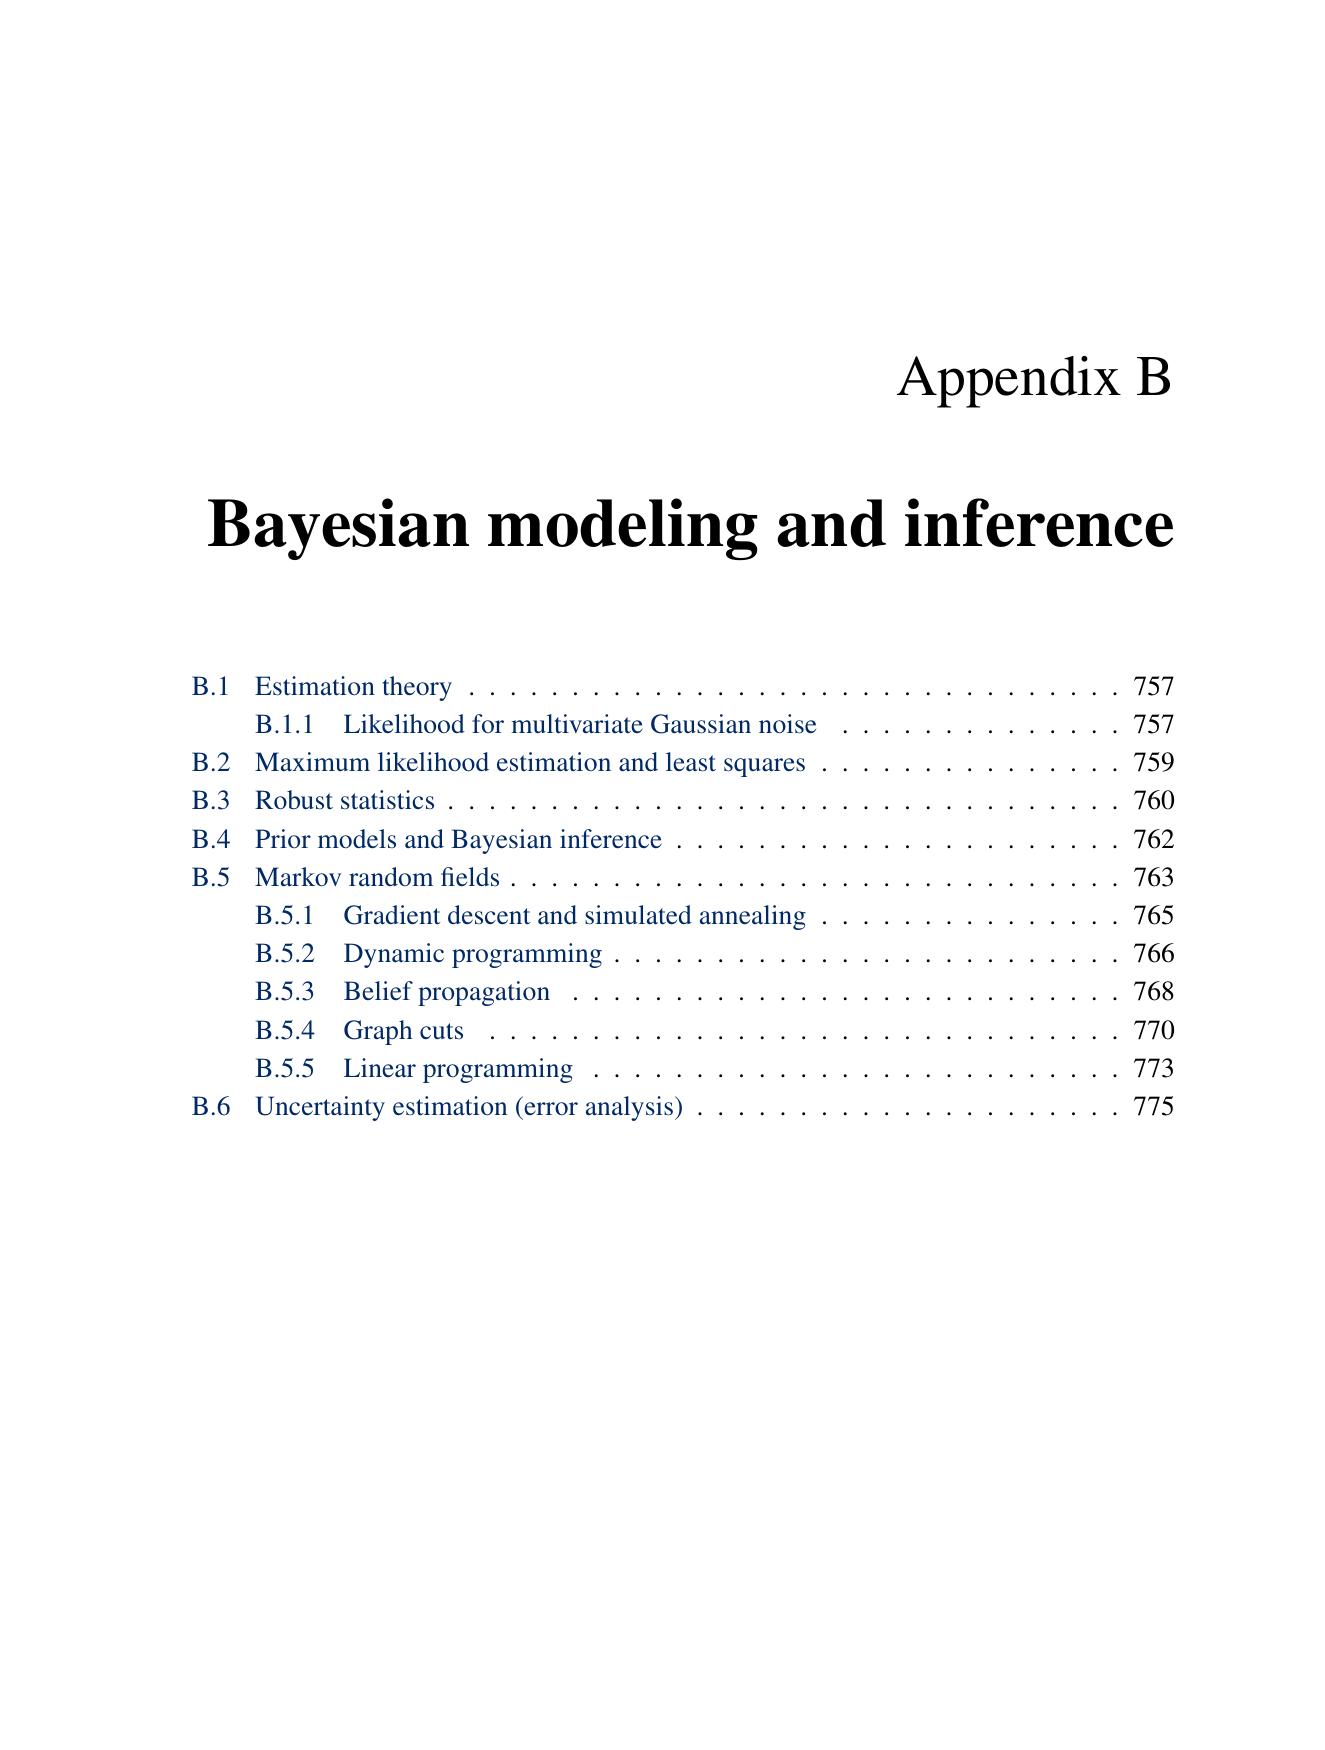 Appendix B
Bayesian modeling and inference
B.1 Estimation theory . . . . . . . . . . . . . . . . . . . . . . . . . . . . . . . . 757
B.1.1 Likelihood for multivariate Gaussian noise . . . . . . . . . . . . . . 757
B.2 Maximum likelihood estimation and least squares . . . . . . . . . . . . . . . 759
B.3 Robust statistics . . . . . . . . . . . . . . . . . . . . . . . . . . . . . . . . . 760
B.4 Prior models and Bayesian inference . . . . . . . . . . . . . . . . . . . . . . 762
B.5 Markov random fields . . . . . . . . . . . . . . . . . . . . . . . . . . . . . . 763
B.5.1 Gradient descent and simulated annealing . . . . . . . . . . . . . . . 765
B.5.2 Dynamic programming . . . . . . . . . . . . . . . . . . . . . . . . . 766
B.5.3 Belief propagation . . . . . . . . . . . . . . . . . . . . . . . . . . . 768
B.5.4 Graph cuts . . . . . . . . . . . . . . . . . . . . . . . . . . . . . . . 770
B.5.5 Linear programming . . . . . . . . . . . . . . . . . . . . . . . . . . 773
B.6 Uncertainty estimation (error analysis) . . . . . . . . . . . . . . . . . . . . . 775